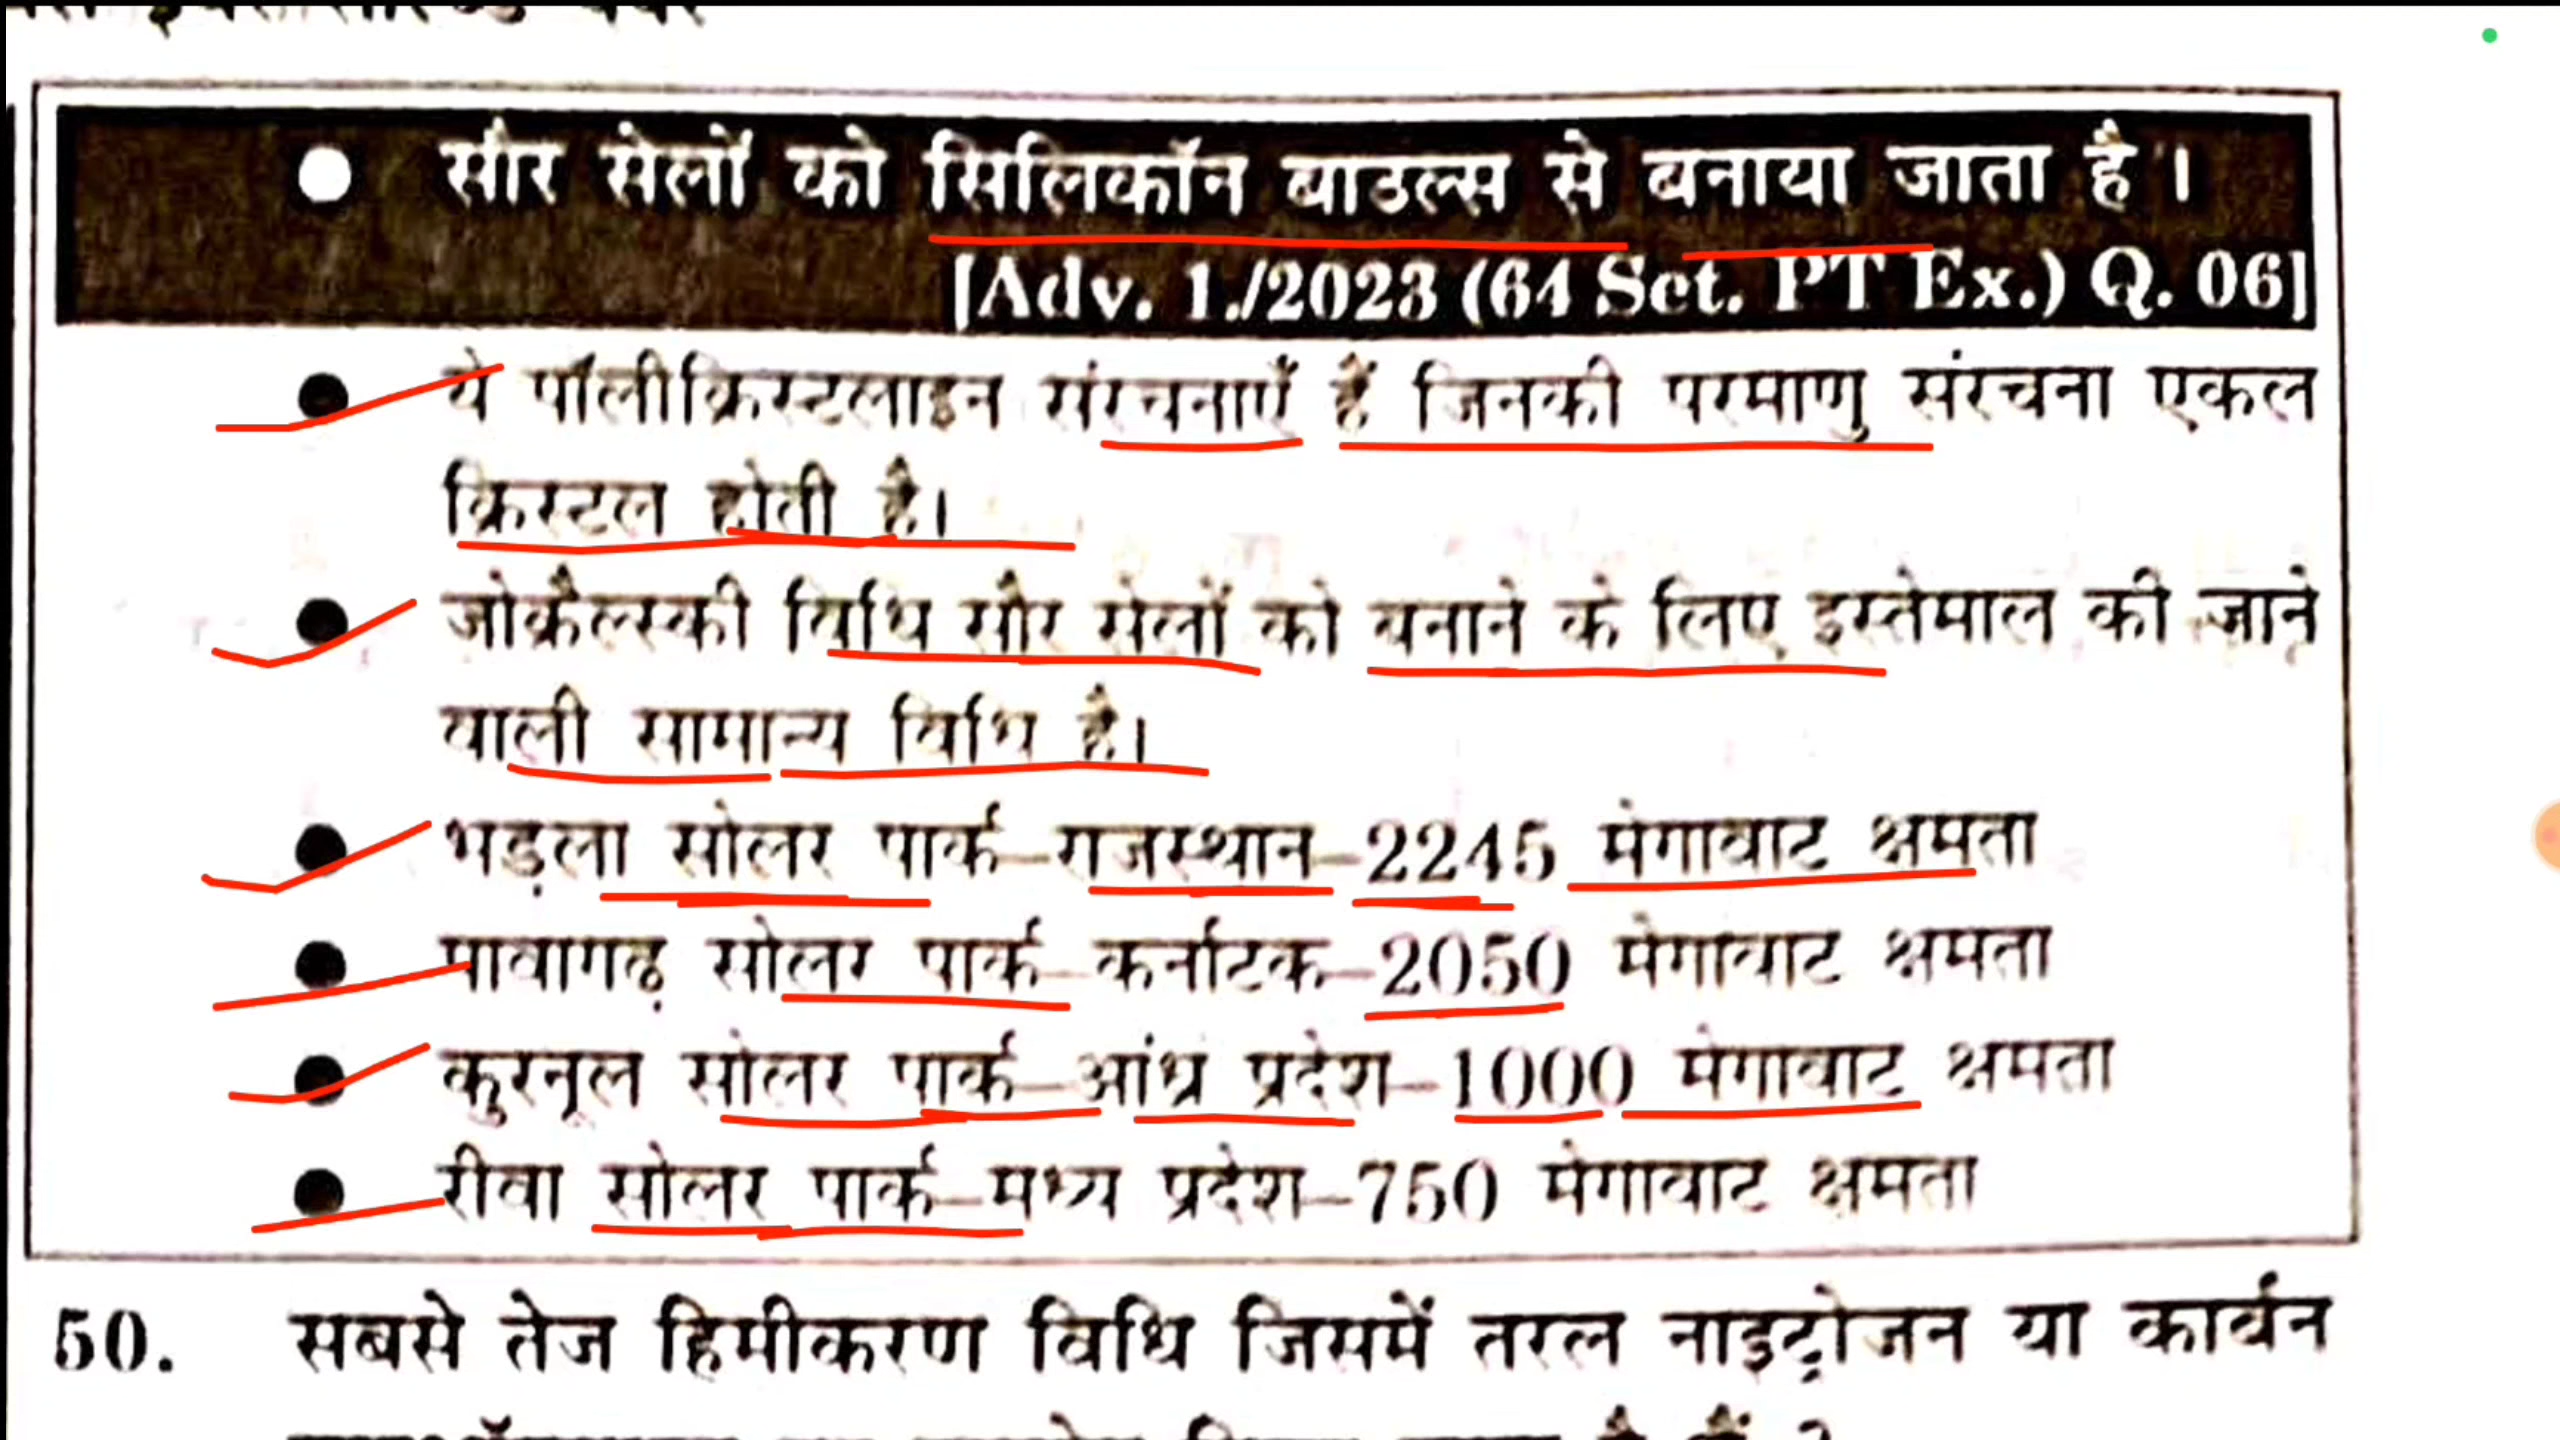 ● सौर सेलों को सिलिकॉन बाउल्स से बनाया जाता है।
[Adv. 1./2023 (64 Sct. PT Ex.) Q. 06]
● ये पॉलीक्रिस्टलाइन संरचनाएँ हैं जिनकी परमाणु संरचना एकल
क्रिस्टल होती है।
● जोक्रैल्स्की विधि सौर सेलों को बनाने के लिए इस्तेमाल की जाने
वाली सामान्य विधि है।
● भड़ला सोलर पार्क–राजस्थान–2245 मेगावाट क्षमता
● पावागढ़ सोलर पार्क–कर्नाटक–2050 मेगावाट क्षमता
● कुरनूल सोलर पार्क–आंध्र प्रदेश–1000 मेगावाट क्षमता
● रीवा सोलर पार्क–मध्य प्रदेश–750 मेगावाट क्षमता
50. सबसे तेज हिमीकरण विधि जिसमें तरल नाइट्रोजन या कार्बन